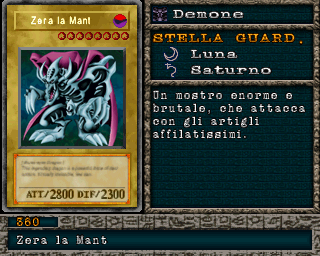 Zera la Mant
ATT/2800 DIF/2300
Demone
STELLA GUARD.
Luna
Saturno
Un mostro enorme e
brutale, che attacca
con gli artigli
affilatissimi.
360
Zera la Mant